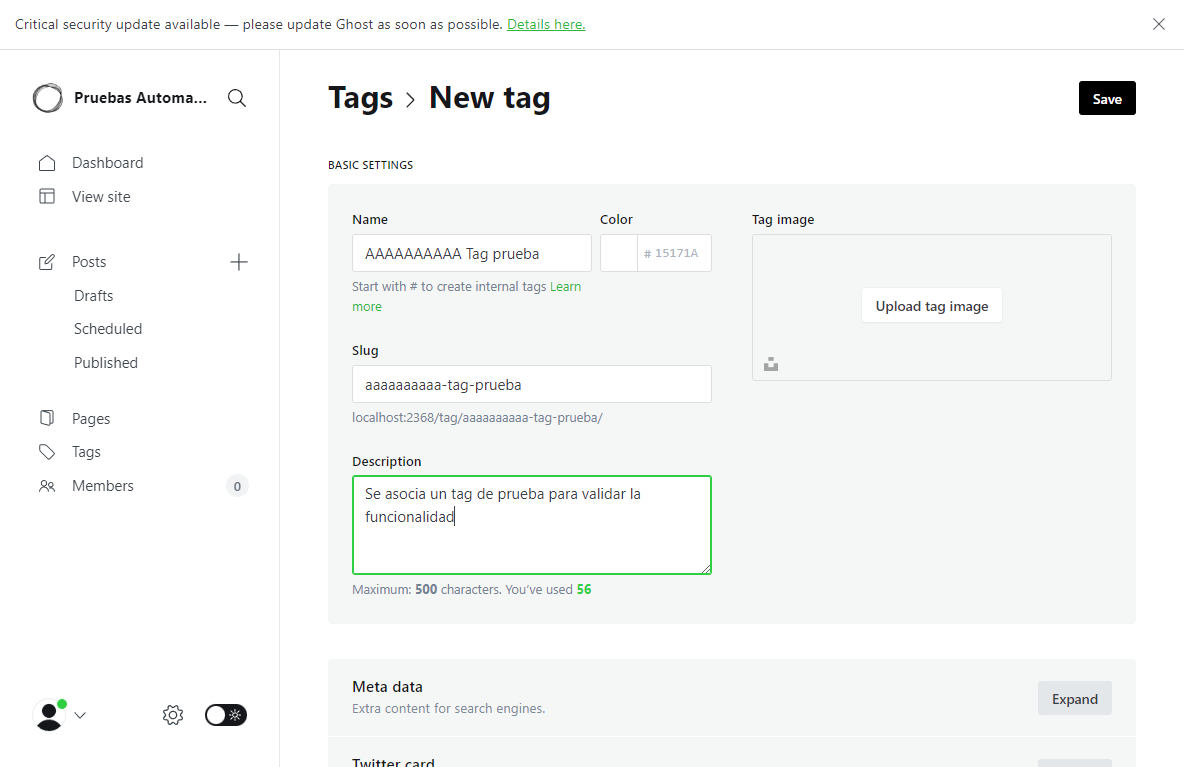 Critical security update available — please update Ghost as soon as possible. Details here.
Pruebas Automa...
Dashboard
View site
Posts
Drafts
Scheduled
Published
Pages
Tags
Members
0
Tags > New tag
Save
BASIC SETTINGS
Name
AAAAAAAAAA Tag prueba
Start with # to create internal tags Learn
more
Color
# 15171A
Slug
aaaaaaaaaa-tag-prueba
localhost:2368/tag/aaaaaaaaaa-tag-prueba/
Description
Se asocia un tag de prueba para validar la
funcionalidad
Maximum: 500 characters. You’ve used 56
Tag image
Upload tag image
Meta data
Extra content for search engines.
Expand
Twitter card